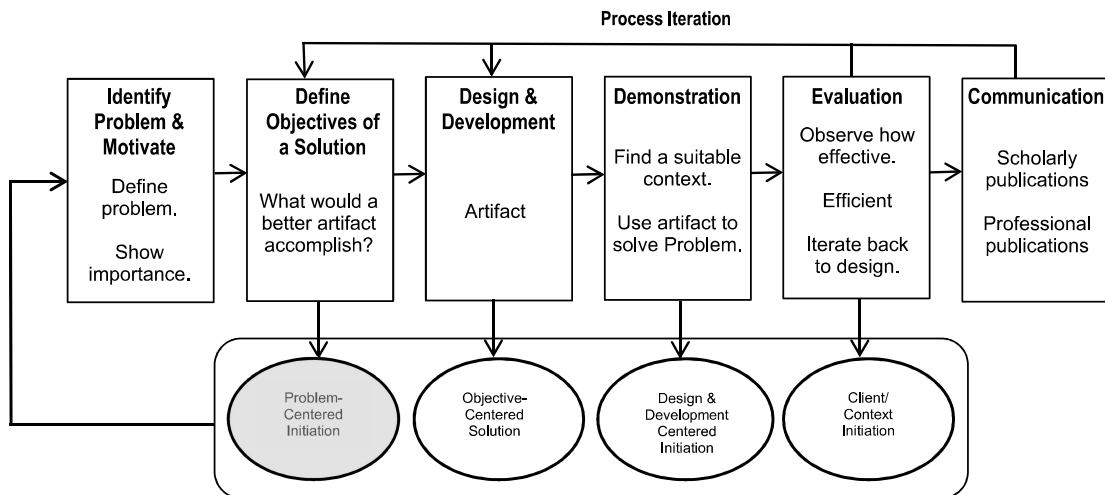 Process Iteration
Identify
Problem &
Motivate
Define
problem.
Show
importance.
Define
Objectives of
a Solution
What would a
better artifact
accomplish?
Design &
Development
Artifact
Demonstration
Find a suitable
context.
Use artifact to
solve Problem.
Evaluation
Observe how
effective.
Efficient
Iterate back
to design.
Communication
Scholarly
publications
Professional
publications
Problem-
Centered
Initiation
Objective-
Centered
Solution
Design &
Development
Centered
Initiation
Client/
Context
Initiation